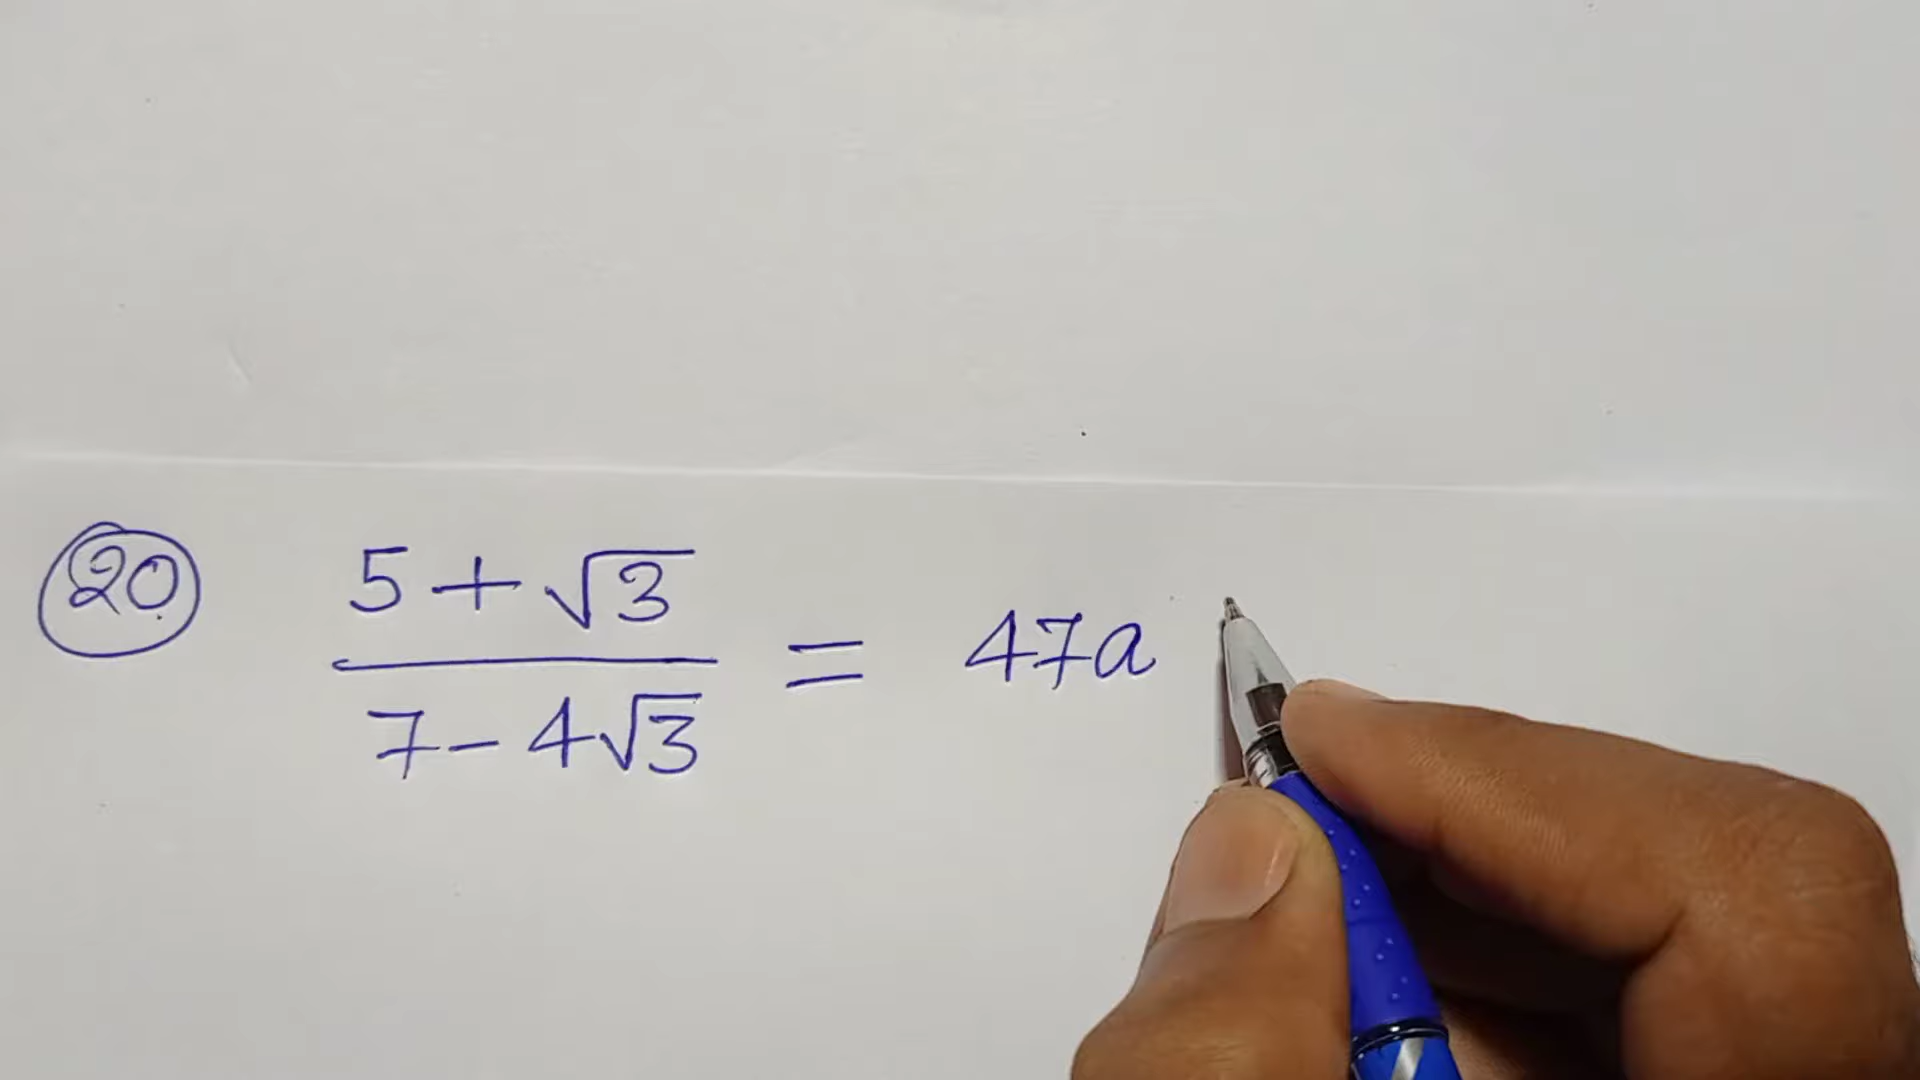 20 5 + √3
= 47a
7 - 4√3